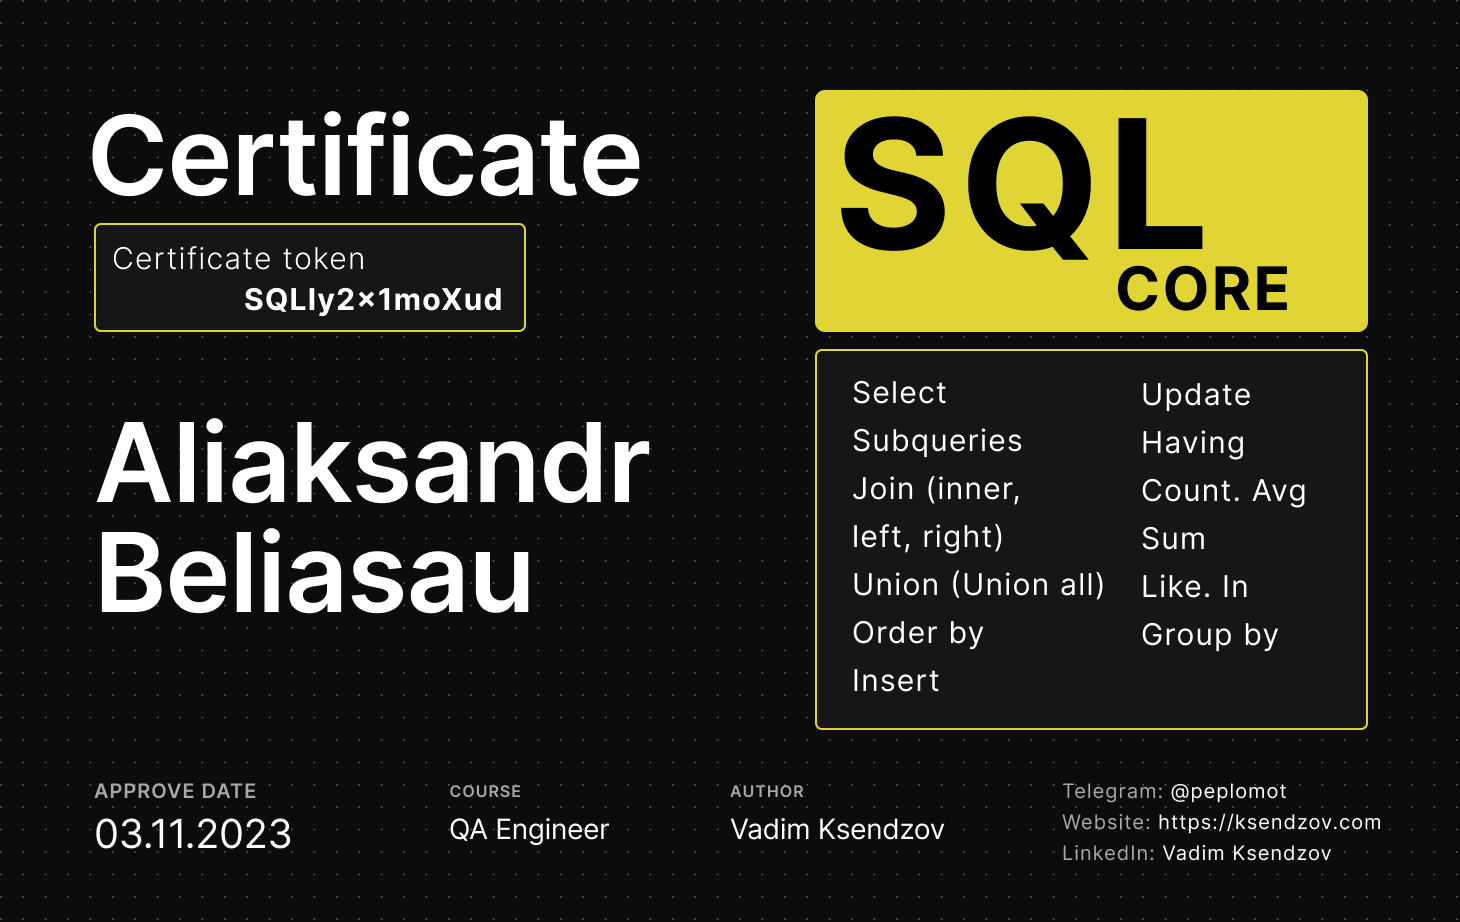 Certificate
Certificate token
SQLIy2×1moXud
Aliaksandr
Beliasau
SQL
CORE
Select
Subqueries
Join (inner,
left, right)
Union (Union all)
Order by
Insert
Update
Having
Count. Avg
Sum
Like. In
Group by
APPROVE DATE
03.11.2023
COURSE
QA Engineer
AUTHOR
Vadim Ksendzov
Telegram: @peplomot
Website: https://ksendzov.com
LinkedIn: Vadim Ksendzov